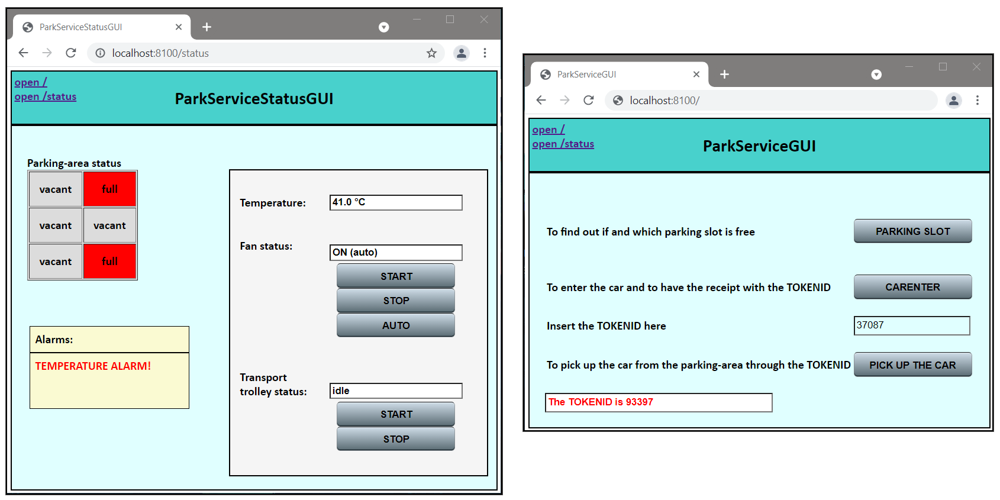 ParkServiceStatusGUI
localhost:8100/status
open /
open /status
ParkServiceStatusGUI
Parking-area status
vacant full
vacant vacant
vacant full
Alarms:
TEMPERATURE ALARM!
Temperature: 41.0 °C
Fan status: ON (auto)
START
STOP
AUTO
Transport
trolley status: idle
START
STOP
ParkServiceGUI
localhost:8100/
open /
open /status
ParkServiceGUI
To find out if and which parking slot is free PARKING SLOT
To enter the car and to have the receipt with the TOKENID CARENTER
Insert the TOKENID here 37087
To pick up the car from the parking-area through the TOKENID PICK UP THE CAR
The TOKENID is 93397